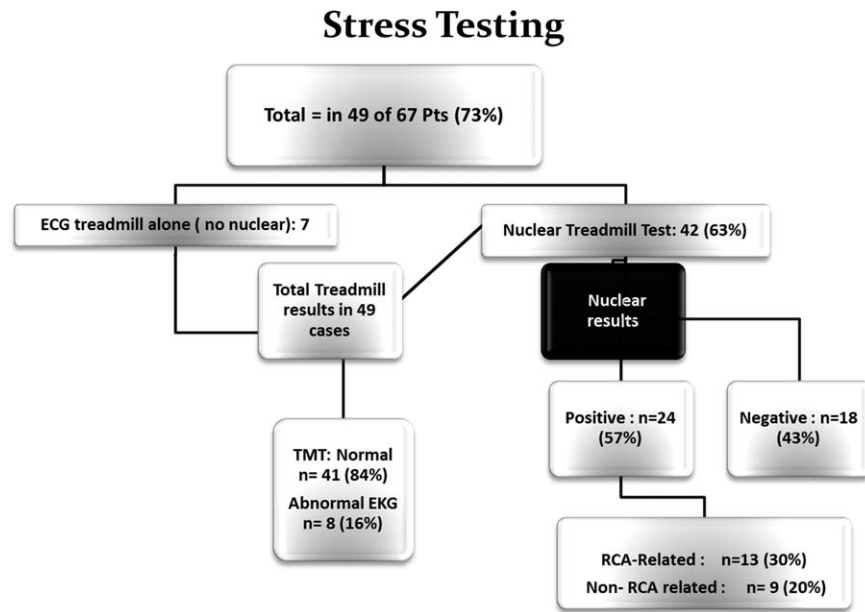 Stress Testing
Total = in 49 of 67 Pts (73%)
ECG treadmill alone ( no nuclear): 7
Nuclear Treadmill Test: 42 (63%)
Total Treadmill
results in 49
cases
Nuclear
results
Positive : n=24
(57%)
Negative : n=18
(43%)
TMT: Normal
n= 41 (84%)
Abnormal EKG
n= 8 (16%)
RCA-Related : n=13 (30%)
Non- RCA related : n= 9 (20%)